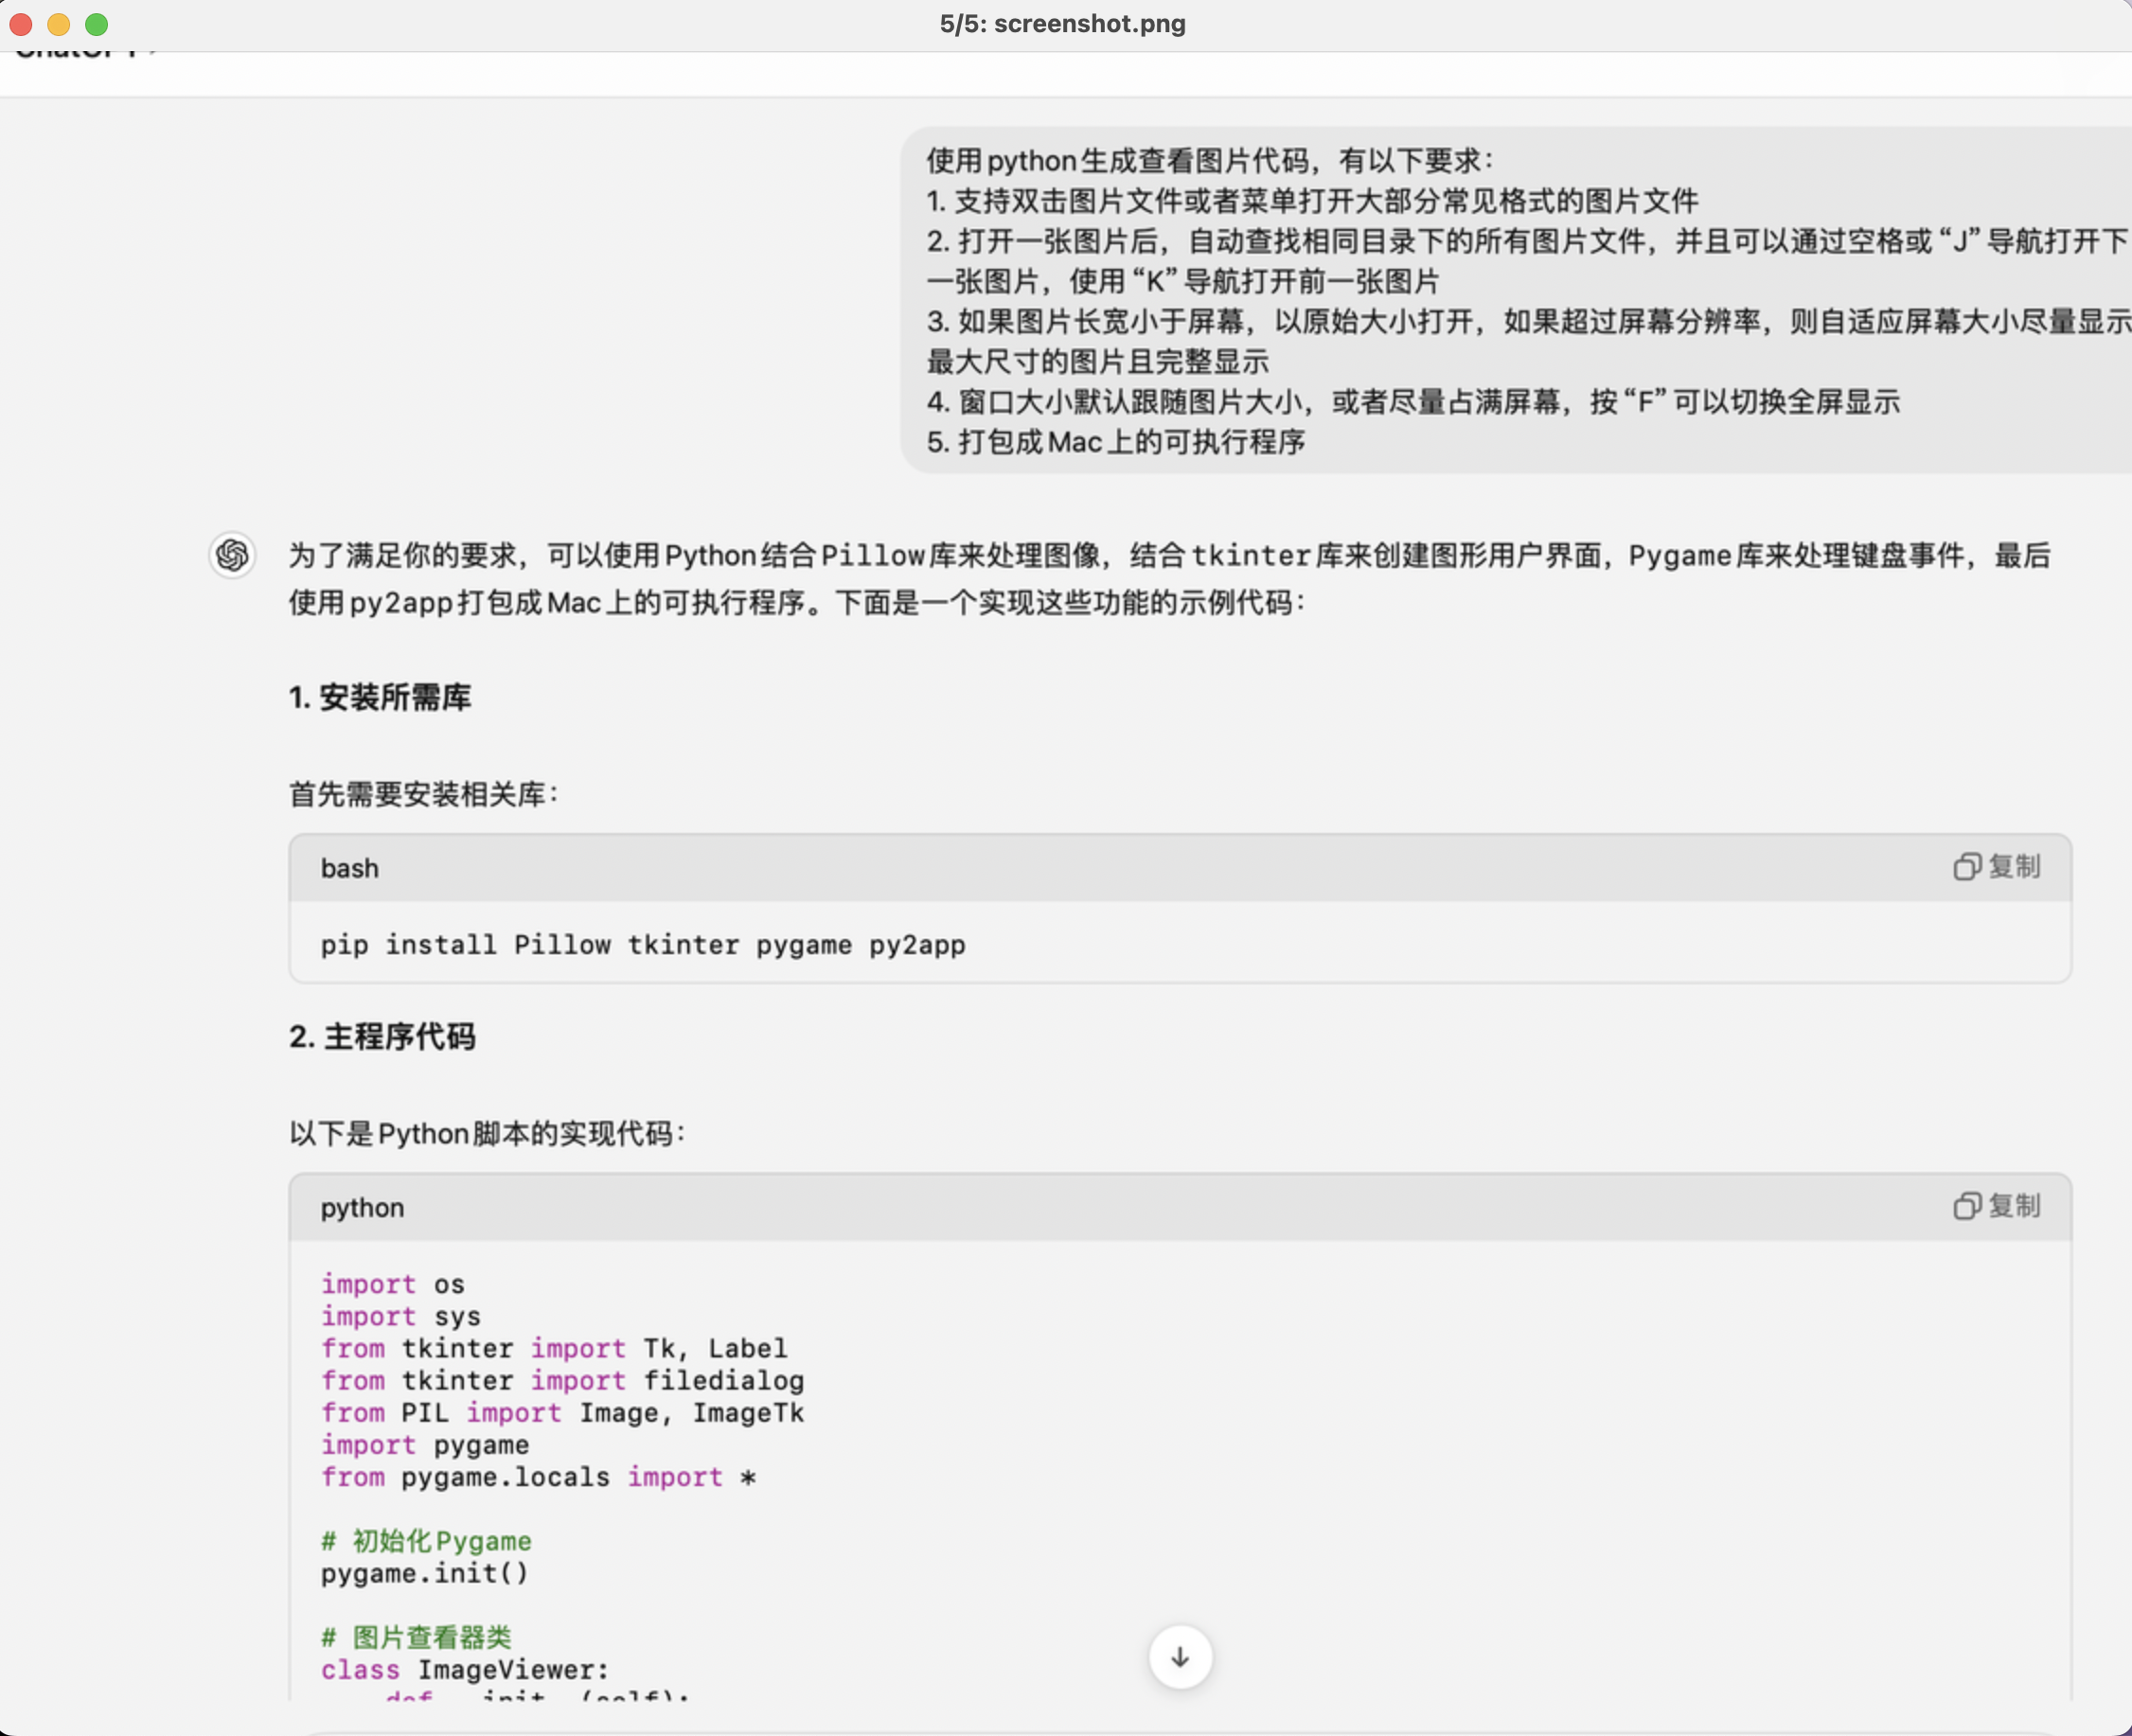 5/5: screenshot.png
ChatGPT
使用python生成查看图片代码，有以下要求：
1. 支持双击图片文件或者菜单打开大部分常见格式的图片文件
2. 打开一张图片后，自动查找相同目录下的所有图片文件，并且可以通过空格或“J”导航打开下
一张图片，使用“K”导航打开前一张图片
3. 如果图片长宽小于屏幕，以原始大小打开，如果超过屏幕分辨率，则自适应屏幕大小尽量显示
最大尺寸的图片且完整显示
4. 窗口大小默认跟随图片大小，或者尽量占满屏幕，按“F”可以切换全屏显示
5. 打包成Mac上的可执行程序
为了满足你的要求，可以使用Python结合Pillow库来处理图像，结合tkinter库来创建图形用户界面，Pygame库来处理键盘事件，最后
使用py2app打包成Mac上的可执行程序。下面是一个实现这些功能的示例代码：
1. 安装所需库
首先需要安装相关库：
bash 复制
pip install Pillow tkinter pygame py2app
2. 主程序代码
以下是Python脚本的实现代码：
python 复制
import os
import sys
from tkinter import Tk, Label
from tkinter import filedialog
from PIL import Image, ImageTk
import pygame
from pygame.locals import *
# 初始化Pygame
pygame.init()
# 图片查看器类
class ImageViewer:
def __init__(self):